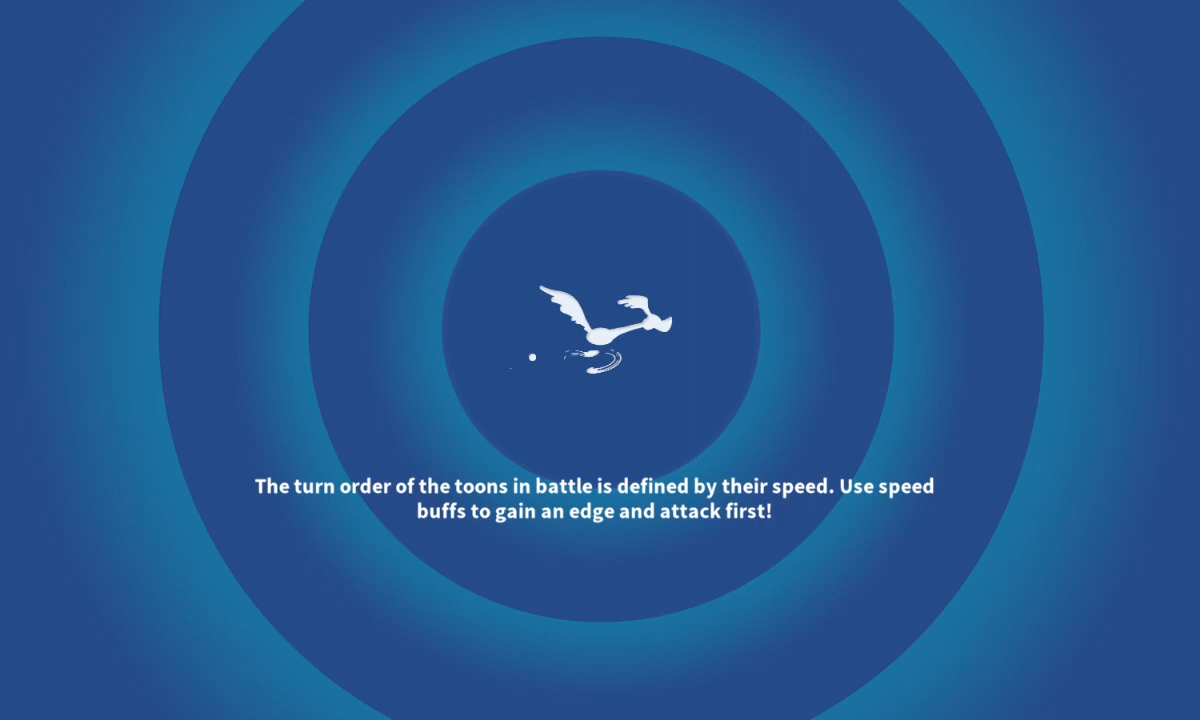 The turn order of the toons in battle is defined by their speed. Use speed
buffs to gain an edge and attack first!